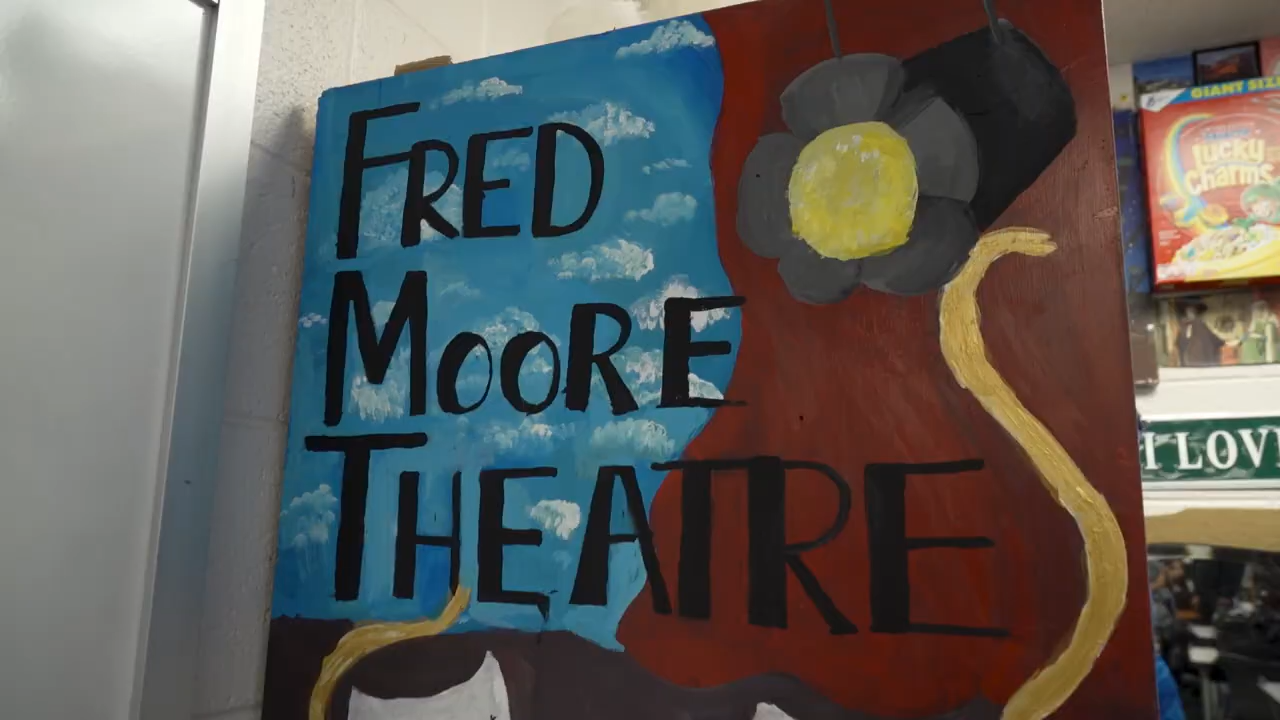 FRED
MOORE
THEATRE
GIANT SIZE
Lucky
Charms
I LOV